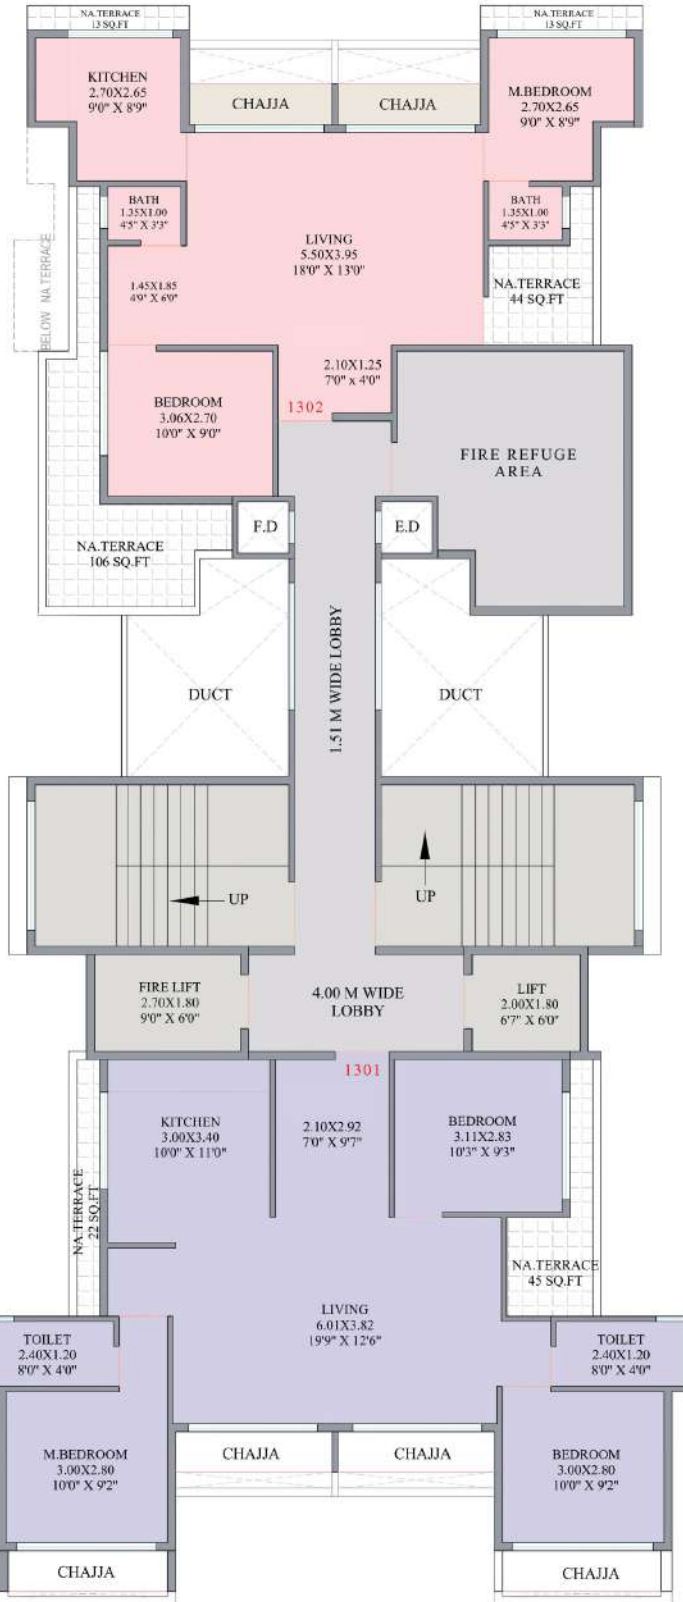 NA.TERRACE
13 SQ.FT
NA.TERRACE
13 SQ.FT
KITCHEN
2.70X2.65
9'0" X 8'9"
CHAJJA
CHAJJA
M.BEDROOM
2.70X2.65
9'0" X 8'9"
BATH
1.35X1.00
4'5" X 3'3"
BATH
1.35X1.00
4'5" X 3'3"
LIVING
5.50X3.95
18'0" X 13'0"
BELOW NA.TERRACE
1.45X1.85
4'9" X 6'0"
NA.TERRACE
44 SQ.FT
2.10X1.25
7'0" x 4'0"
BEDROOM
3.06X2.70
10'0" X 9'0"
1302
FIRE REFUGE
AREA
F.D
E.D
NA.TERRACE
106 SQ.FT
1.51 M WIDE LOBBY
DUCT
DUCT
UP
UP
FIRE LIFT
2.70X1.80
9'0" X 6'0"
4.00 M WIDE
LOBBY
LIFT
2.00X1.80
6'7" X 6'0"
1301
KITCHEN
3.00X3.40
10'0" X 11'0"
2.10X2.92
7'0" X 9'7"
BEDROOM
3.11X2.83
10'3" X 9'3"
NA.TERRACE
22 SQ.FT
NA.TERRACE
45 SQ.FT
LIVING
6.01X3.82
19'9" X 12'6"
TOILET
2.40X1.20
8'0" X 4'0"
TOILET
2.40X1.20
8'0" X 4'0"
M.BEDROOM
3.00X2.80
10'0" X 9'2"
CHAJJA
CHAJJA
BEDROOM
3.00X2.80
10'0" X 9'2"
CHAJJA
CHAJJA